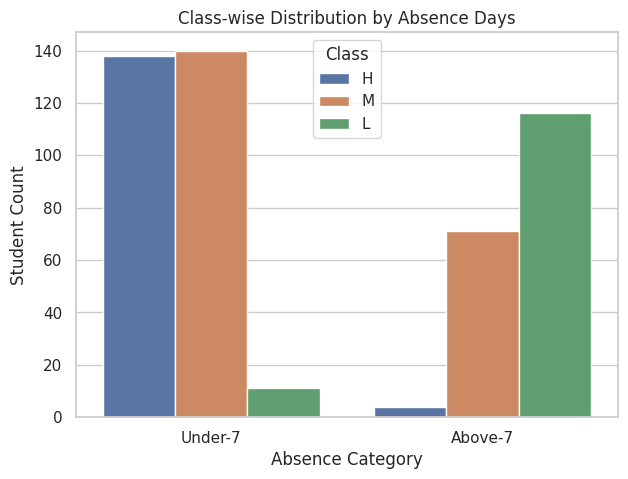 Class-wise Distribution by Absence Days
Student Count
140
120
100
80
60
40
20
0
Class
H
M
L
Under-7
Above-7
Absence Category